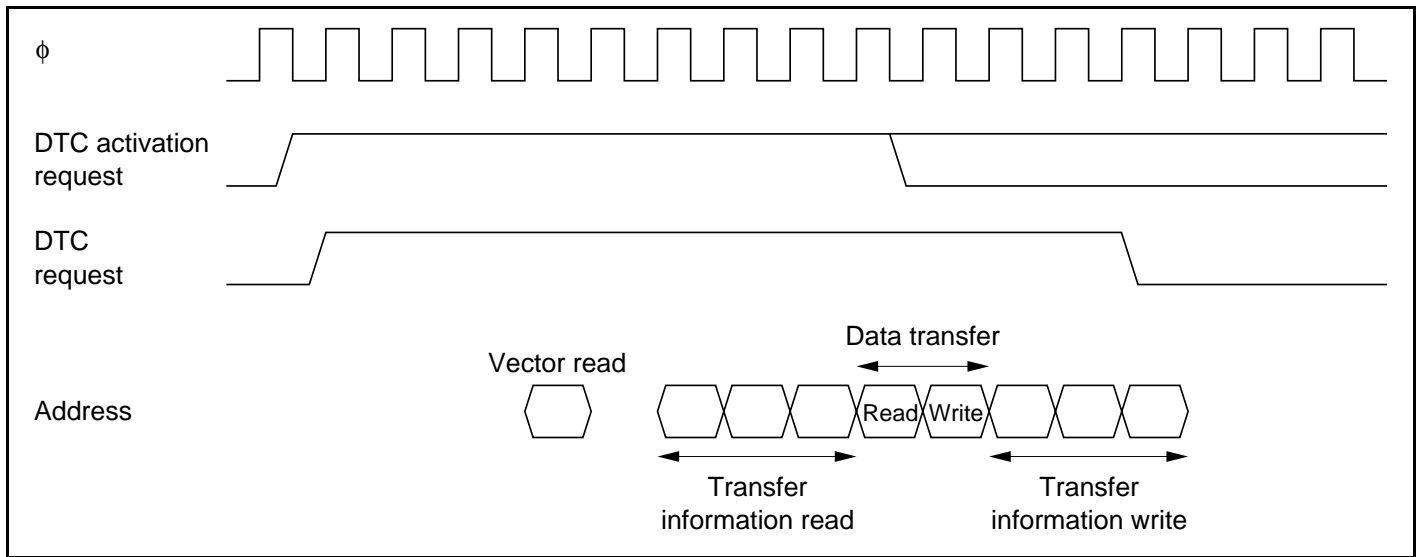 ϕ
DTC activation
request
DTC
request
Data transfer
Vector read
Address
Read Write
Transfer
information read
Transfer
information write